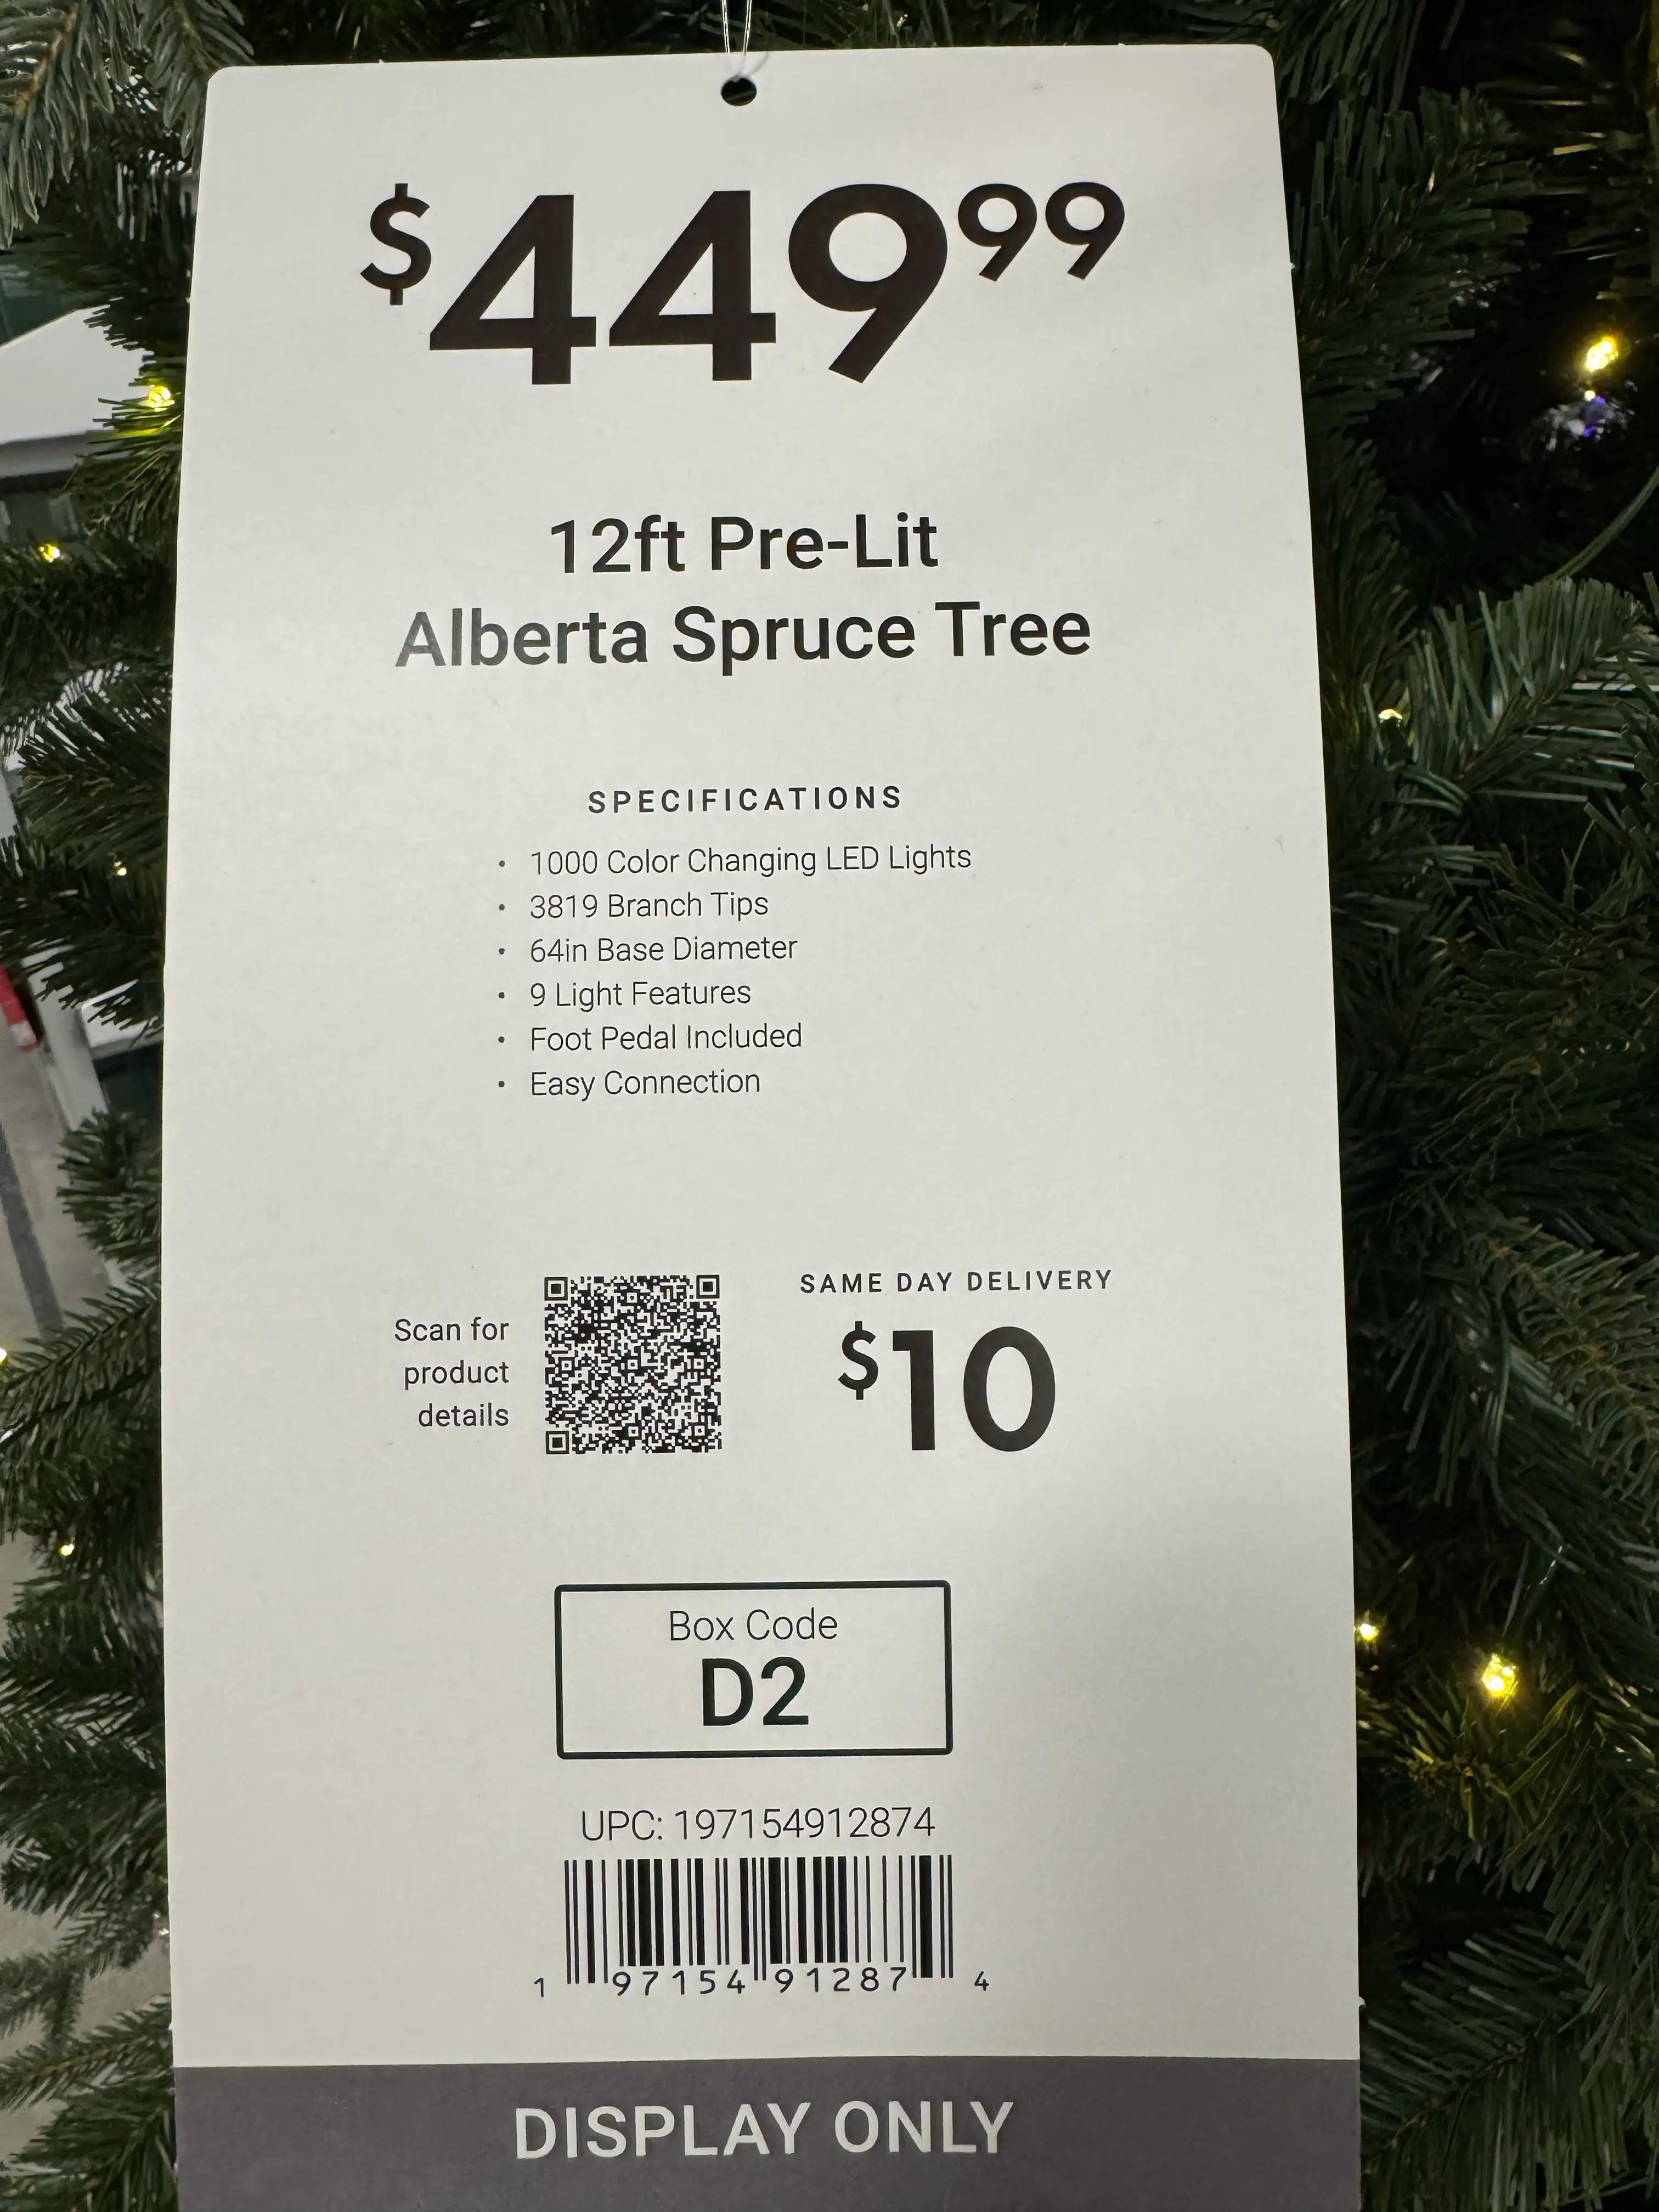 $449.99
12ft Pre-Lit
Alberta Spruce Tree
SPECIFICATIONS
• 1000 Color Changing LED Lights
• 3819 Branch Tips
• 64in Base Diameter
• 9 Light Features
• Foot Pedal Included
• Easy Connection
Scan for
product
details
SAME DAY DELIVERY
$10
Box Code
D2
UPC: 197154912874
1 97154 91287 4
DISPLAY ONLY